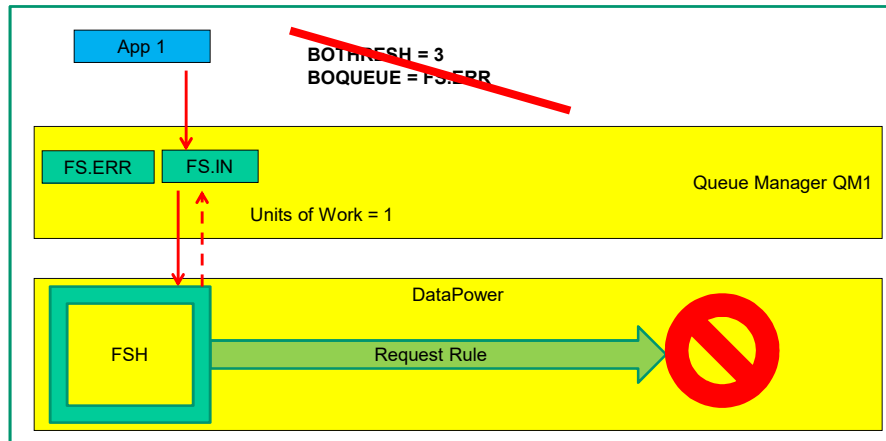 App 1
BOTHRESH = 3
BOQUEUE = FS.ERR
FS.ERR
FS.IN
Queue Manager QM1
Units of Work = 1
DataPower
FSH
Request Rule